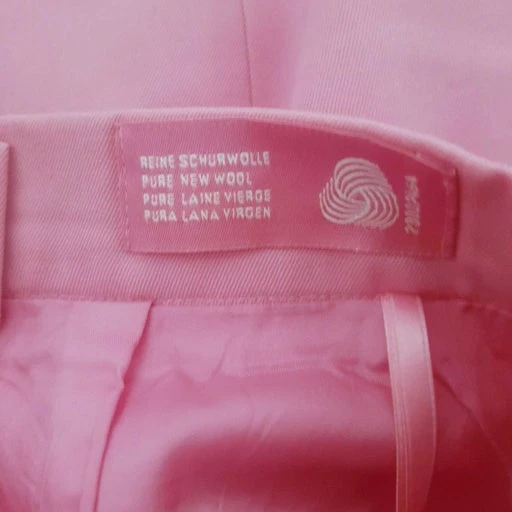 REINE SCHURWOLLE
PURE NEW WOOL
PURE LAINE VIERGE
PURA LANA VIRGEN